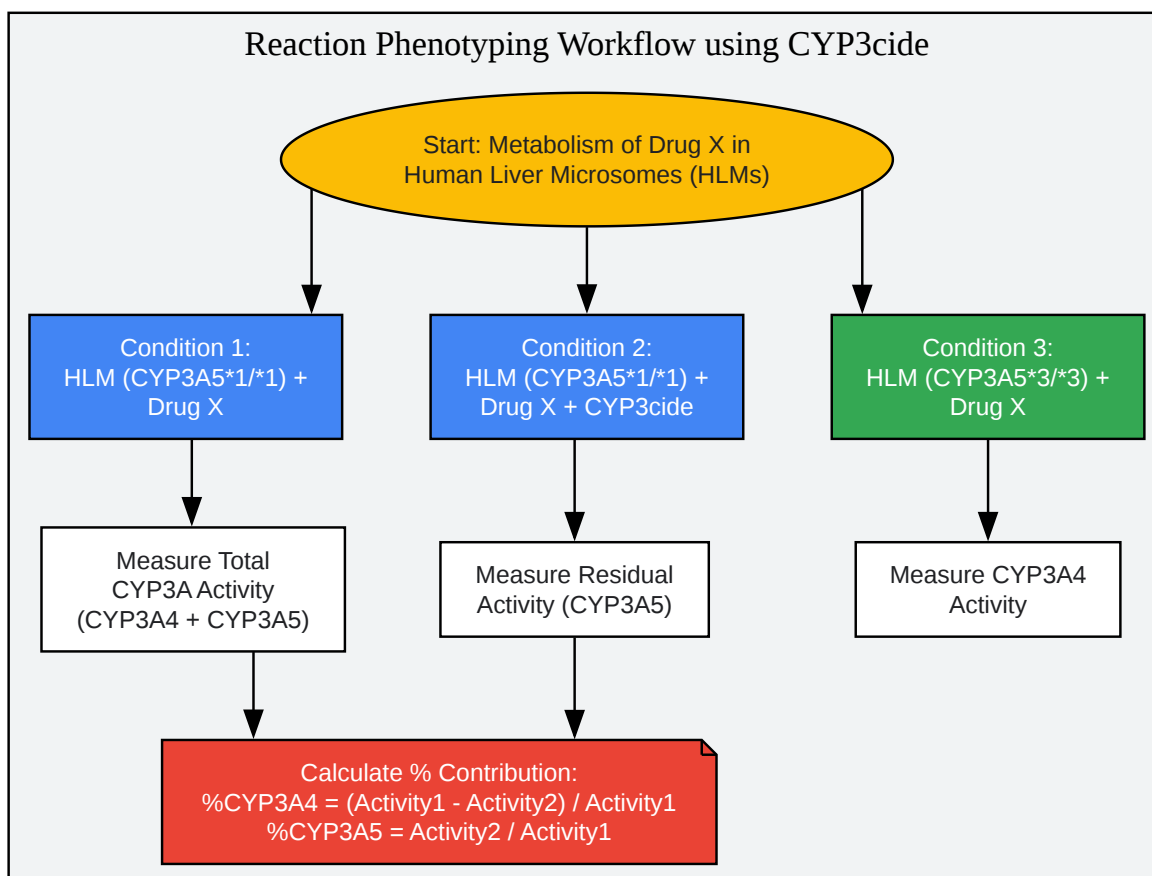 Reaction Phenotyping Workflow using CYP3cide
Start: Metabolism of Drug X in
Human Liver Microsomes (HLMs)
Condition 1:
HLM (CYP3A5*1/*1) +
Drug X
Condition 2:
HLM (CYP3A5*1/*1) +
Drug X + CYP3cide
Condition 3:
HLM (CYP3A5*3/*3) +
Drug X
Measure Total
CYP3A Activity
(CYP3A4 + CYP3A5)
Measure Residual
Activity (CYP3A5)
Measure CYP3A4
Activity
Calculate % Contribution:
%CYP3A4 = (Activity1 - Activity2) / Activity1
%CYP3A5 = Activity2 / Activity1